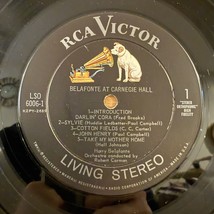 RCA VICTOR
BELAFONTE AT CARNEGIE HALL
LSO
6006-1
1
1-INTRODUCTION
DARLIN' CORA (Fred Brooks)
2-SYLVIE (Huddie Ledbetter-Paul Campbell)
3-COTTON FIELDS (C. C. Carter)
4-JOHN HENRY (Paul Campbell)
5-TAKE MY MOTHER HOME
(Hall Johnson)
Harry Belafonte
Orchestra conducted by
Robert Corman
LIVING STEREO